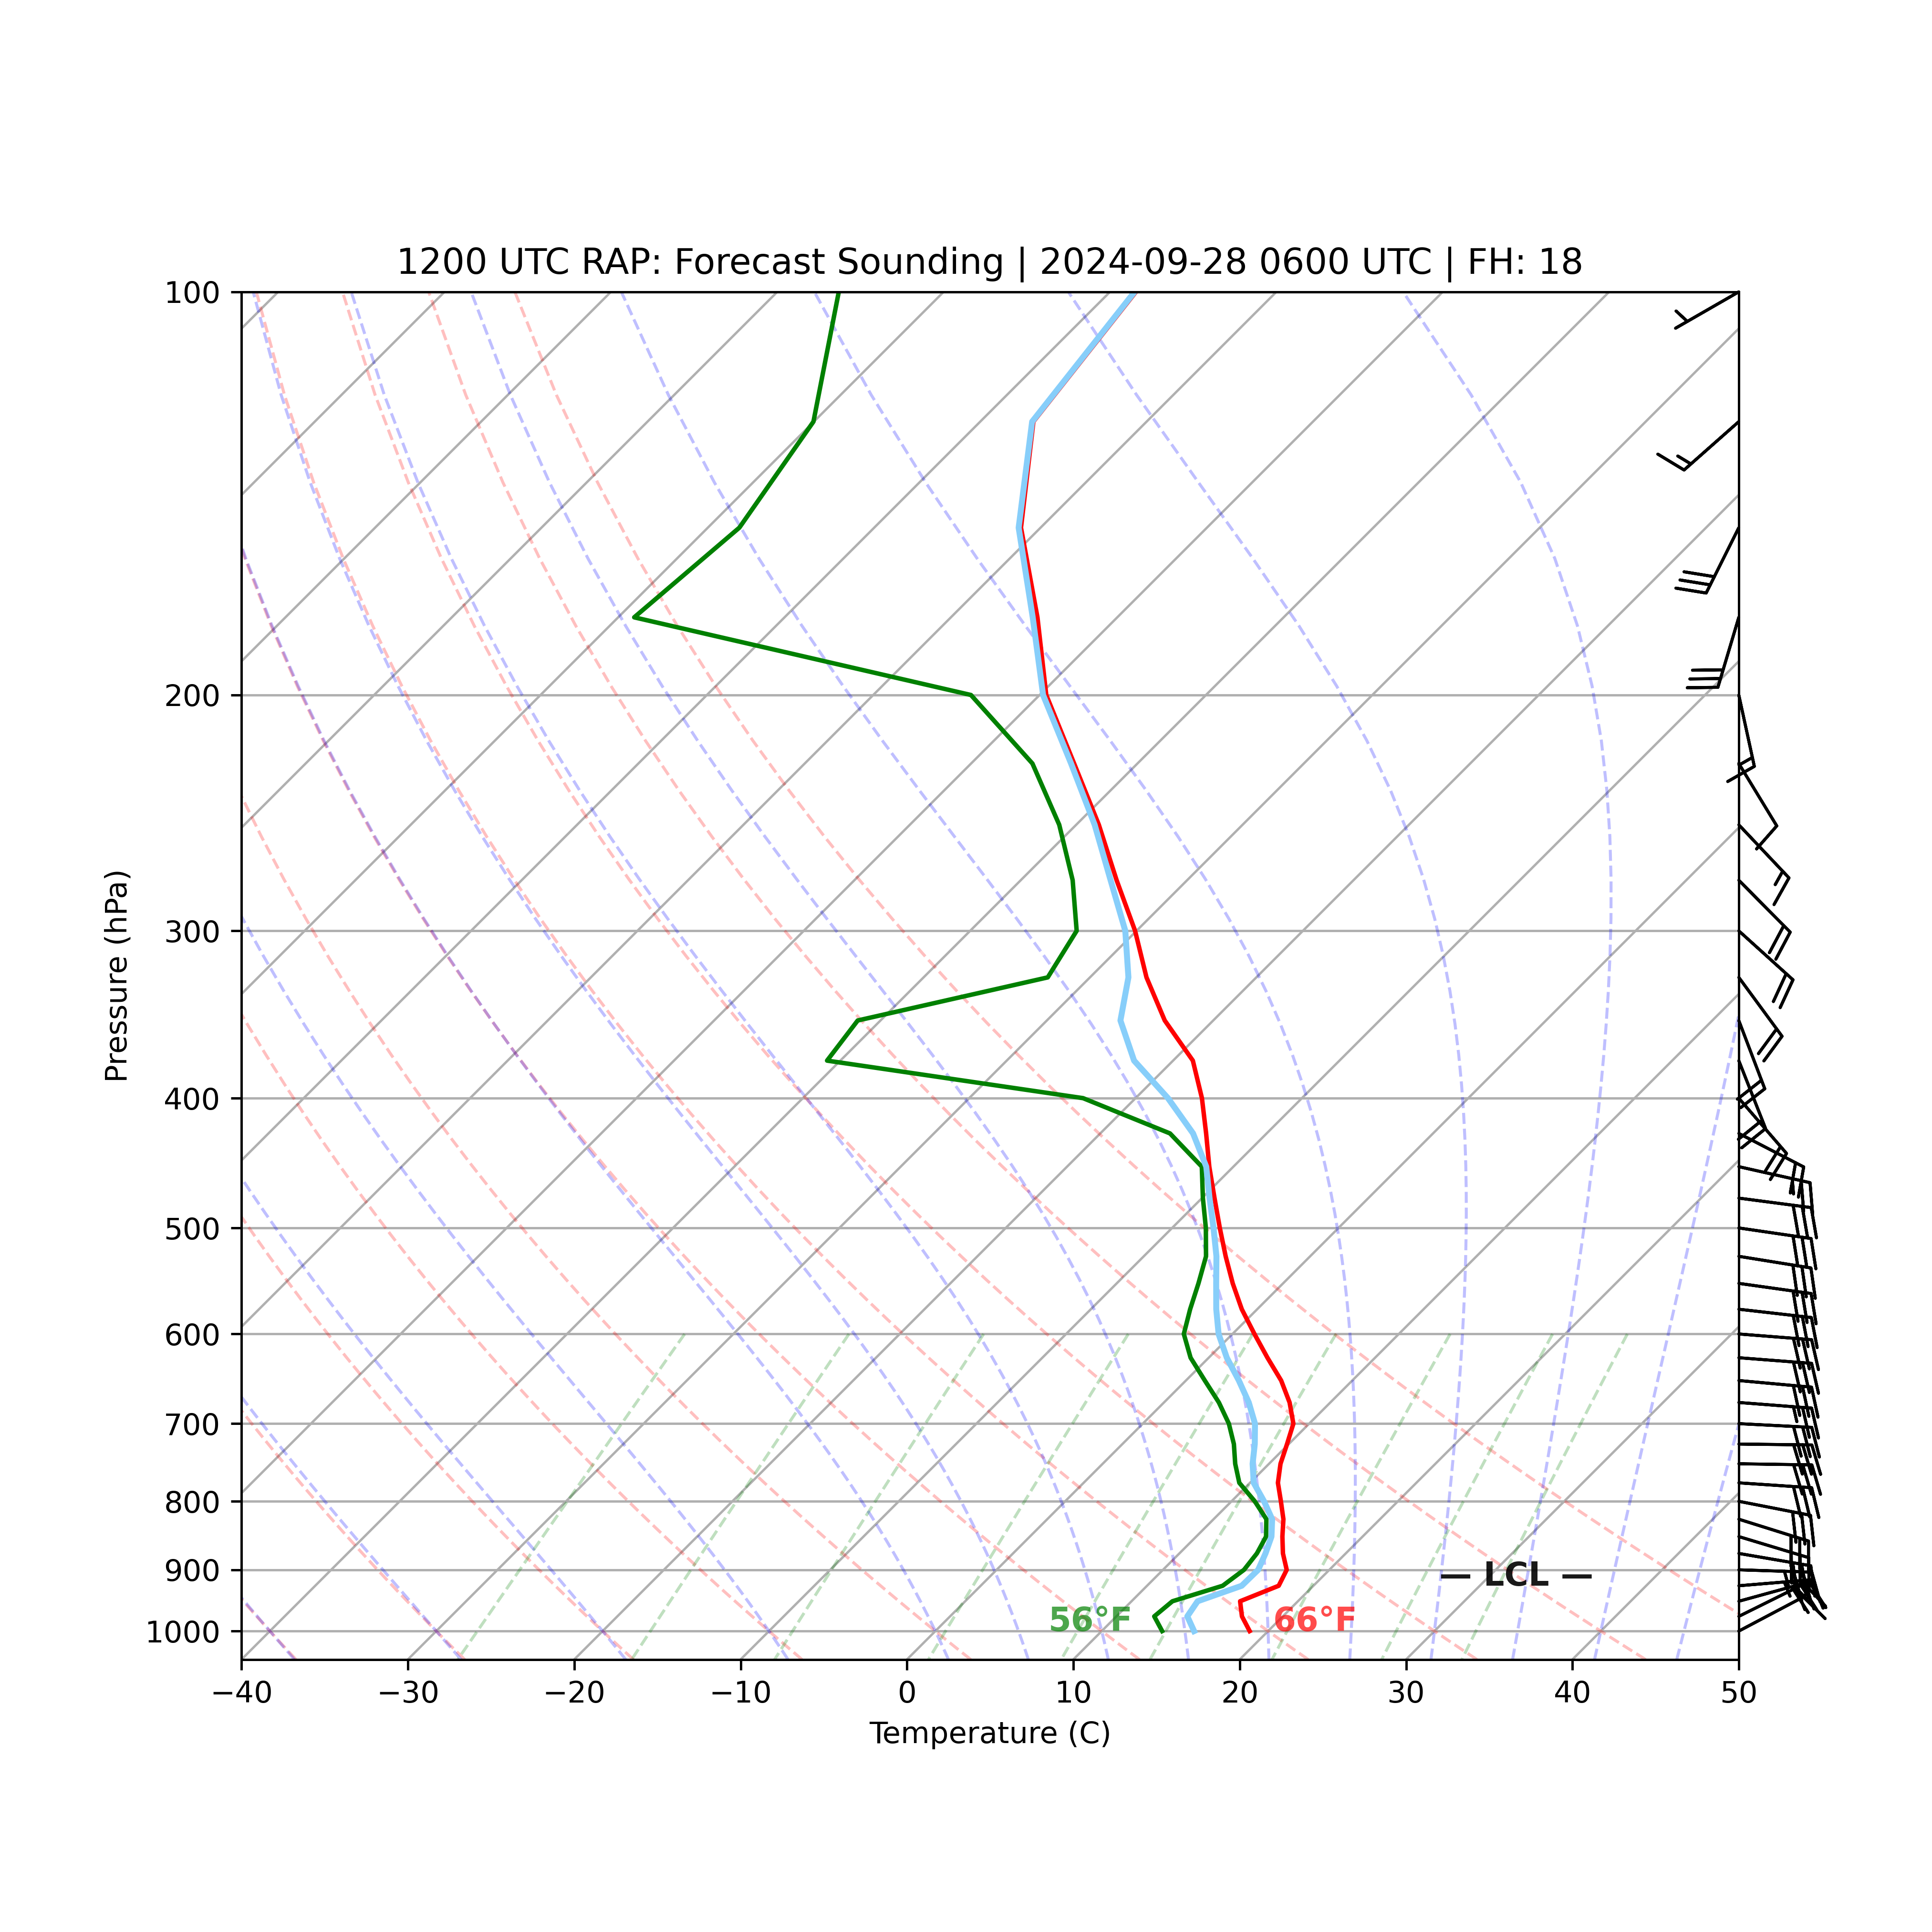 1200 UTC RAP: Forecast Sounding | 2024-09-28 0600 UTC | FH: 18
100
200
300
400
500
600
700
800
900
1000
Pressure (hPa)
— LCL —
56°F
66°F
−40 −30 −20 −10 0 10 20 30 40 50
Temperature (C)